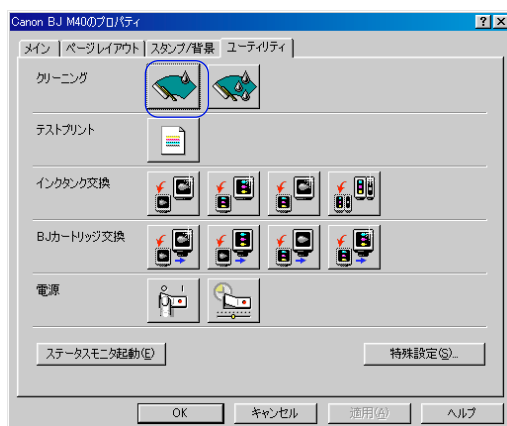 Canon BJ M40のプロパティ
メイン ページレイアウト スタンプ/背景 ユーティリティ
クリーニング
テストプリント
インクタンク交換
BJカートリッジ交換
電源
ステータスモニタ起動(E) 特殊設定(S)...
OK キャンセル 適用(A) ヘルプ